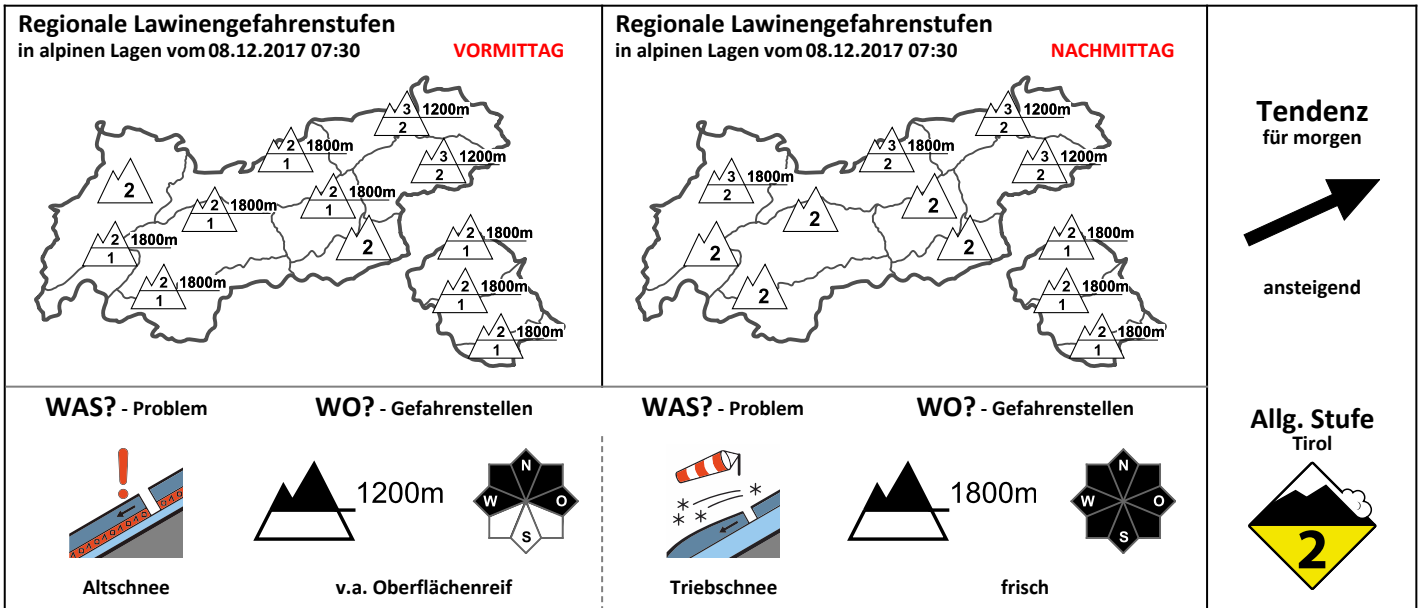 Regionale Lawinengefahrenstufen
in alpinen Lagen vom 08.12.2017 07:30 VORMITTAG
3 1200m
2
2 1800m
1
3 1200m
2
2
2 1800m
1
2 1800m
1
2 1800m
1
2
2 1800m
1
2 1800m
1
2 1800m
1
2 1800m
1
Regionale Lawinengefahrenstufen
in alpinen Lagen vom 08.12.2017 07:30 NACHMITTAG
3 1200m
2
3 1800m
2
3 1200m
2
3 1800m
2
2
2
2
2
2
2 1800m
1
2 1800m
1
2 1800m
1
Tendenz
für morgen
ansteigend
WAS? - Problem
Altschnee
WO? - Gefahrenstellen
1200m
N
W O
S
v.a. Oberflächenreif
WAS? - Problem
Triebschnee
WO? - Gefahrenstellen
1800m
N
W O
S
frisch
Allg. Stufe
Tirol
2